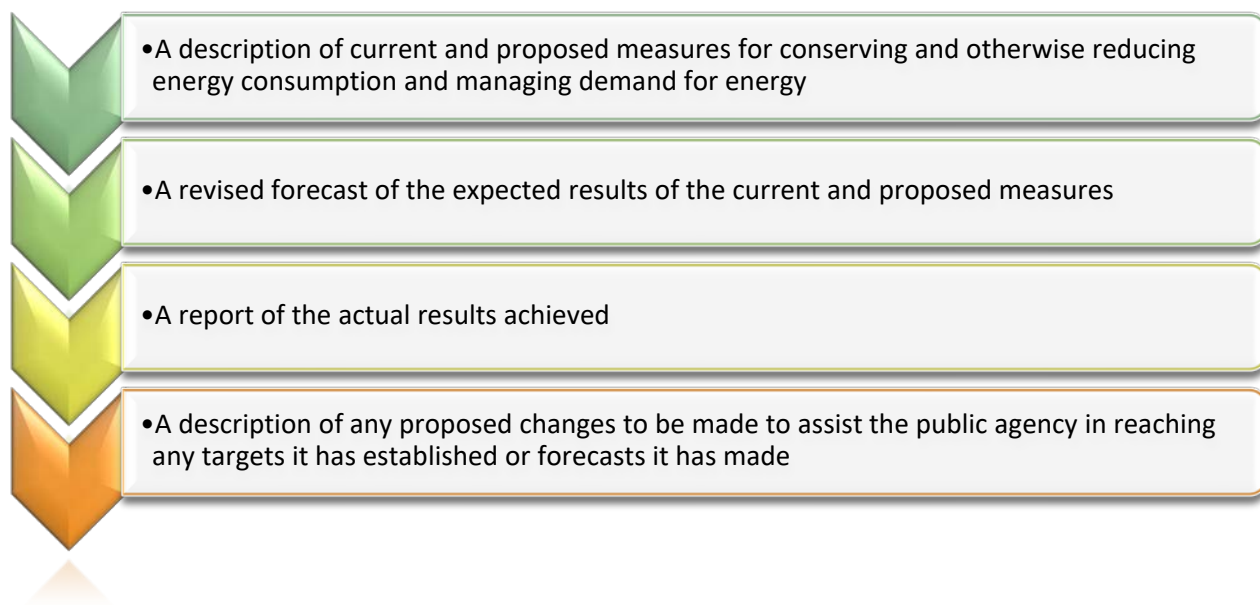 •A description of current and proposed measures for conserving and otherwise reducing
energy consumption and managing demand for energy
•A revised forecast of the expected results of the current and proposed measures
•A report of the actual results achieved
•A description of any proposed changes to be made to assist the public agency in reaching
any targets it has established or forecasts it has made